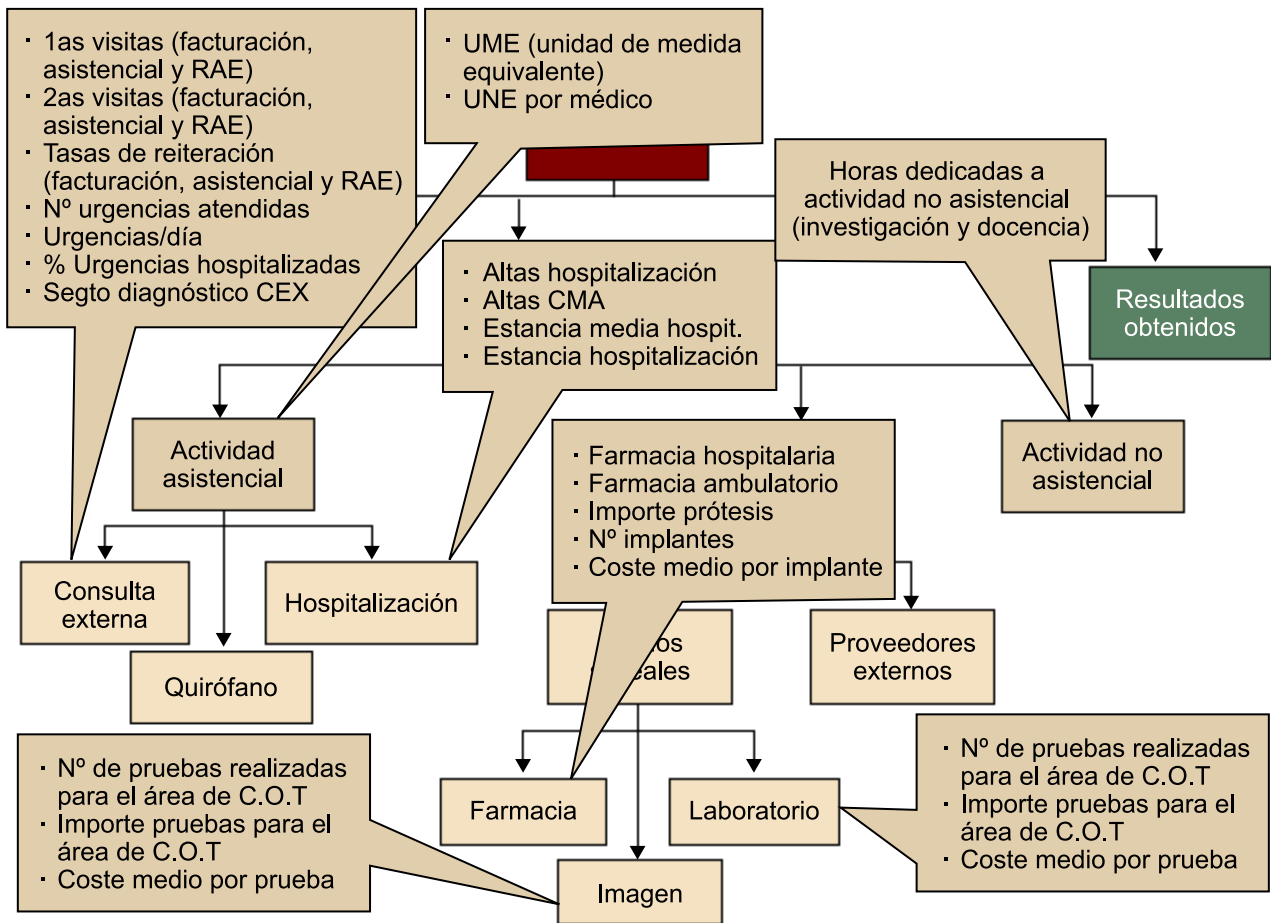 · 1as visitas (facturación,
asistencial y RAE)
· 2as visitas (facturación,
asistencial y RAE)
· Tasas de reiteración
(facturación, asistencial y RAE)
· Nº urgencias atendidas
· Urgencias/día
· % Urgencias hospitalizadas
· Segto diagnóstico CEX
· UME (unidad de medida
equivalente)
· UNE por médico
Horas dedicadas a
actividad no asistencial
(investigación y docencia)
· Altas hospitalización
· Altas CMA
· Estancia media hospit.
· Estancia hospitalización
Resultados
obtenidos
Actividad
asistencial
· Farmacia hospitalaria
· Farmacia ambulatorio
· Importe prótesis
· Nº implantes
· Coste medio por implante
Actividad no
asistencial
Consulta
externa
Hospitalización
Quirófano
Proveedores
externos
· Nº de pruebas realizadas
para el área de C.O.T
· Importe pruebas para el
área de C.O.T
· Coste medio por prueba
Farmacia
Laboratorio
Imagen
· Nº de pruebas realizadas
para el área de C.O.T
· Importe pruebas para el
área de C.O.T
· Coste medio por prueba